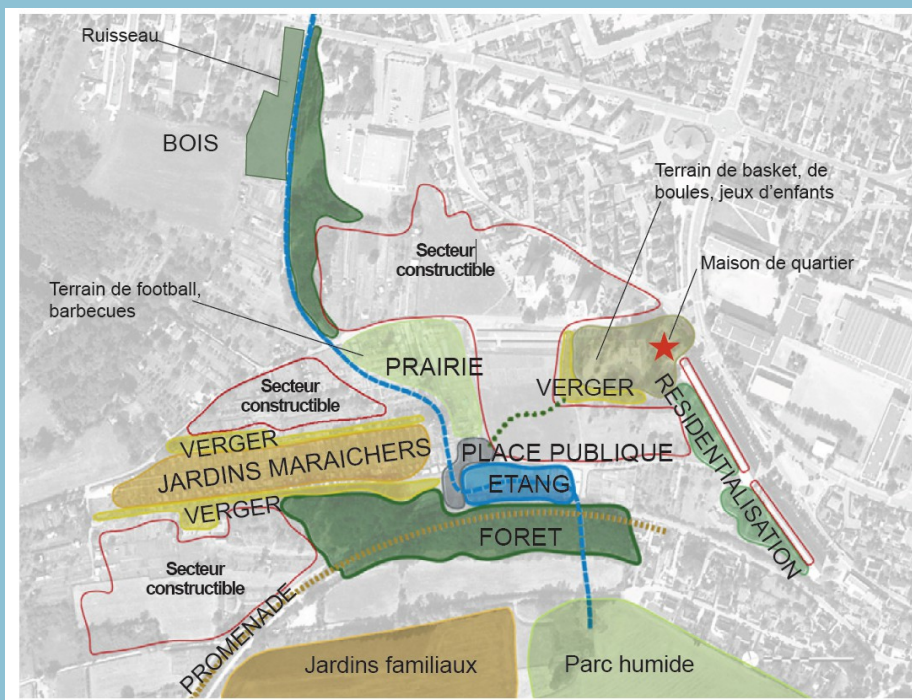 Ruisseau
BOIS
Terrain de basket, de
boules, jeux d'enfants
Secteur
constructible
Maison de quartier
Terrain de football,
barbecues
PRAIRIE
Secteur
constructible
VERGER
RESIDENTIALISATION
VERGER
JARDINS MARAICHERS
PLACE PUBLIQUE
ETANG
VERGER
FORET
Secteur
constructible
PROMENADE
Jardins familiaux
Parc humide